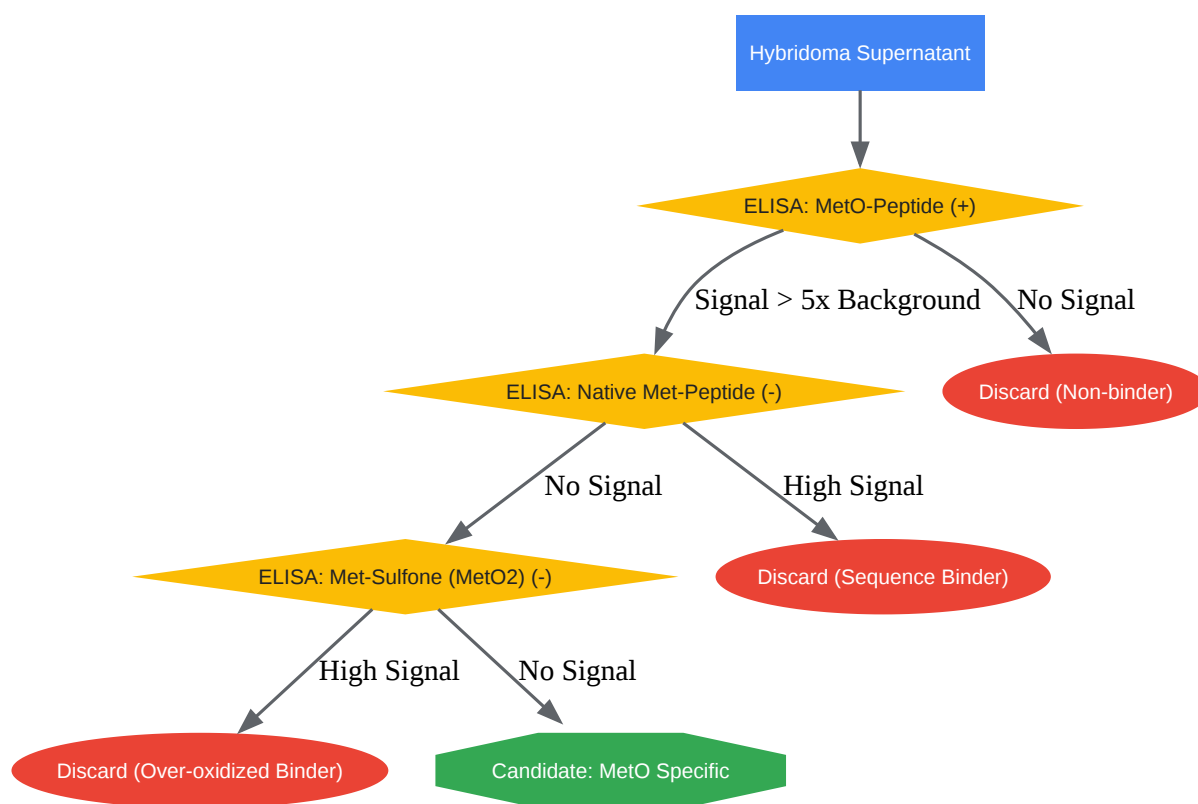 Hybridoma Supernatant
ELISA: MetO-Peptide (+)
Signal > 5x Background
No Signal
ELISA: Native Met-Peptide (-)
Discard (Non-binder)
No Signal
High Signal
ELISA: Met-Sulfone (MetO2) (-)
Discard (Sequence Binder)
High Signal
No Signal
Discard (Over-oxidized Binder)
Candidate: MetO Specific